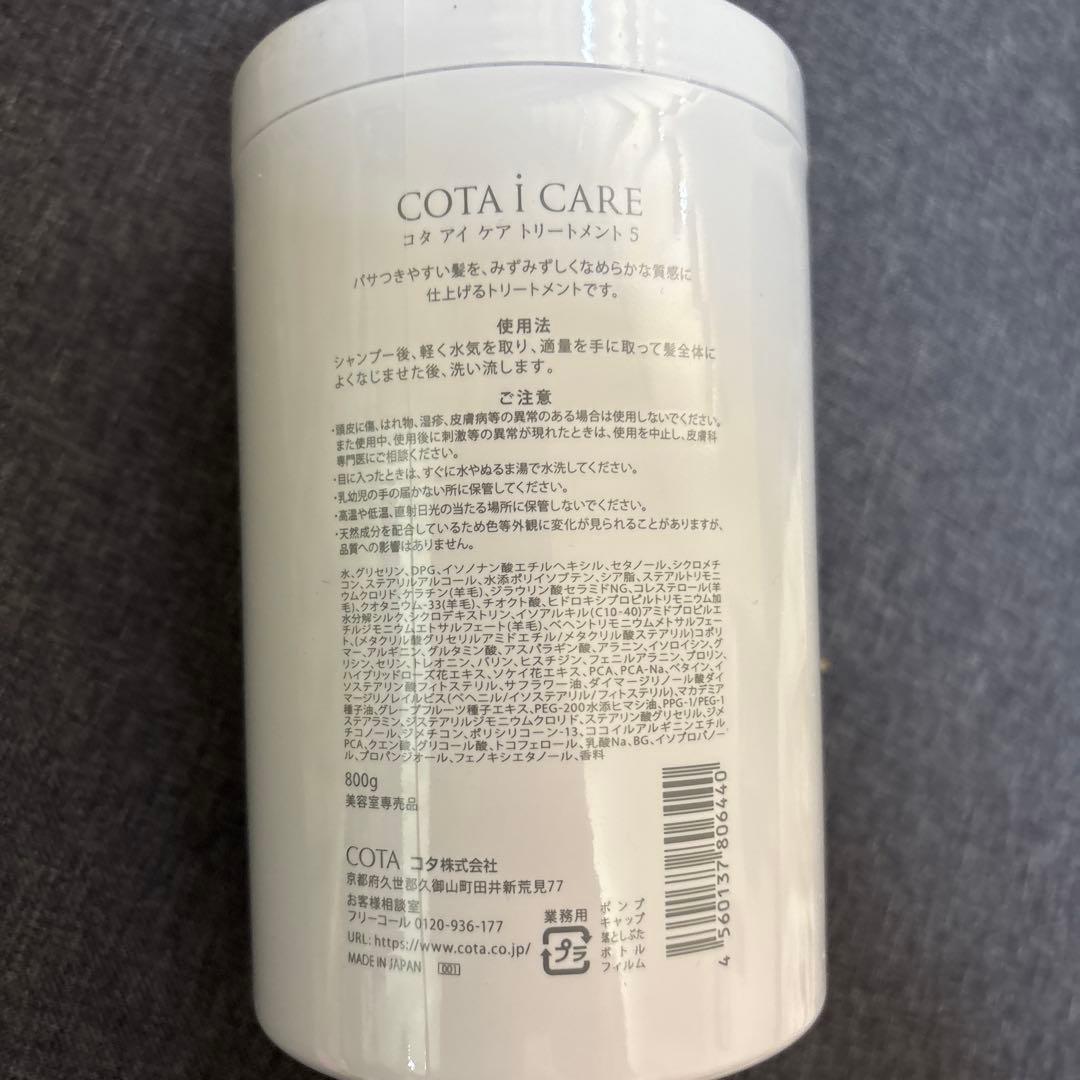 COTA i CARE
コタ アイ ケア トリートメント 5
パサつきやすい髪を、みずみずしくなめらかな質感に
仕上げるトリートメントです。
使用法
シャンプー後、軽く水気を取り、適量を手に取って髪全体に
よくなじませた後、洗い流します。
ご注意
・頭皮に傷、はれ物、湿疹、皮膚病等の異常のある場合は使用しないでください。
また使用中、使用後に刺激等の異常が現れたときは、使用を中止し、皮膚科
専門医にご相談ください。
・目に入ったときは、すぐに水やぬるま湯で水洗してください。
・乳幼児の手の届かない所に保管してください。
・高温や低温、直射日光の当たる場所に保管しないでください。
・天然成分を配合しているため色等外観に変化が見られることがありますが、
品質への影響はありません。
水、グリセリン、DPG、イソノナン酸エチルヘキシル、セタノール、シクロメチ
コン、ステアリルアルコール、水添ポリイソブテン、シア脂、ステアルトリモニ
ウムクロリド、ケラチン(羊毛)、ジラウリン酸セラミドNG、コレステロール(羊
毛)、クオタニウム-33(羊毛)、チオクト酸、ヒドロキシプロピルトリモニウム加
水分解シルク、シクロデキストリン、イソアルキル(C10-40)アミドプロピルエ
チルジモニウムエトサルフェート(羊毛)、ベヘントリモニウムメトサルフェー
ト、(メタクリル酸グリセリルアミドエチル/メタクリル酸ステアリル)コポリ
マー、アルギニン、グルタミン酸、アスパラギン酸、アラニン、イソロイシン、グ
リシン、セリン、トレオニン、バリン、ヒスチジン、フェニルアラニン、プロリン、
ハイブリッドローズ花エキス、ソケイ花エキス、PCA、PCA-Na、ベタイン、イ
ソステアリン酸フィトステリル、サフラワー油、ダイマージリノール酸ダイ
マージリノレイルビス(ベヘニル/イソステアリル/フィトステリル)、マカデミア
種子油、グレープフルーツ種子エキス、PEG-200水添ヒマシ油、PPG-1/PEG-1
ステアラミン、ジステアリルジモニウムクロリド、ステアリン酸グリセリル、ジメ
チコノール、ジメチコン、ポリシリコーン-13、ココイルアルギニンエチル
PCA、クエン酸、グリコール酸、トコフェロール、乳酸Na、BG、イソプロパノー
ル、プロパンジオール、フェノキシエタノール、香料
800g
美容室専売品
COTA コタ株式会社
京都府久世郡久御山町田井新荒見77
お客様相談室
フリーコール 0120-936-177
URL: https://www.cota.co.jp/
MADE IN JAPAN 001
業務用
プラ
ポンプ
キャップ
落としぶた
ボトル
フィルム
4 560137 806440